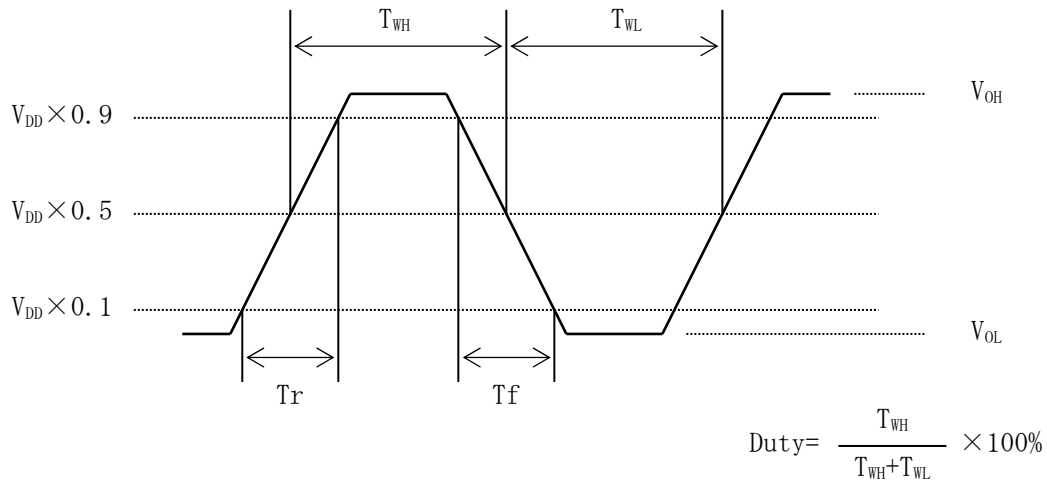 T_WH T_WL
V_DD×0.9 V_OH
V_DD×0.5
V_DD×0.1 V_OL
Tr Tf
Duty= T_WH / T_WH+T_WL ×100%